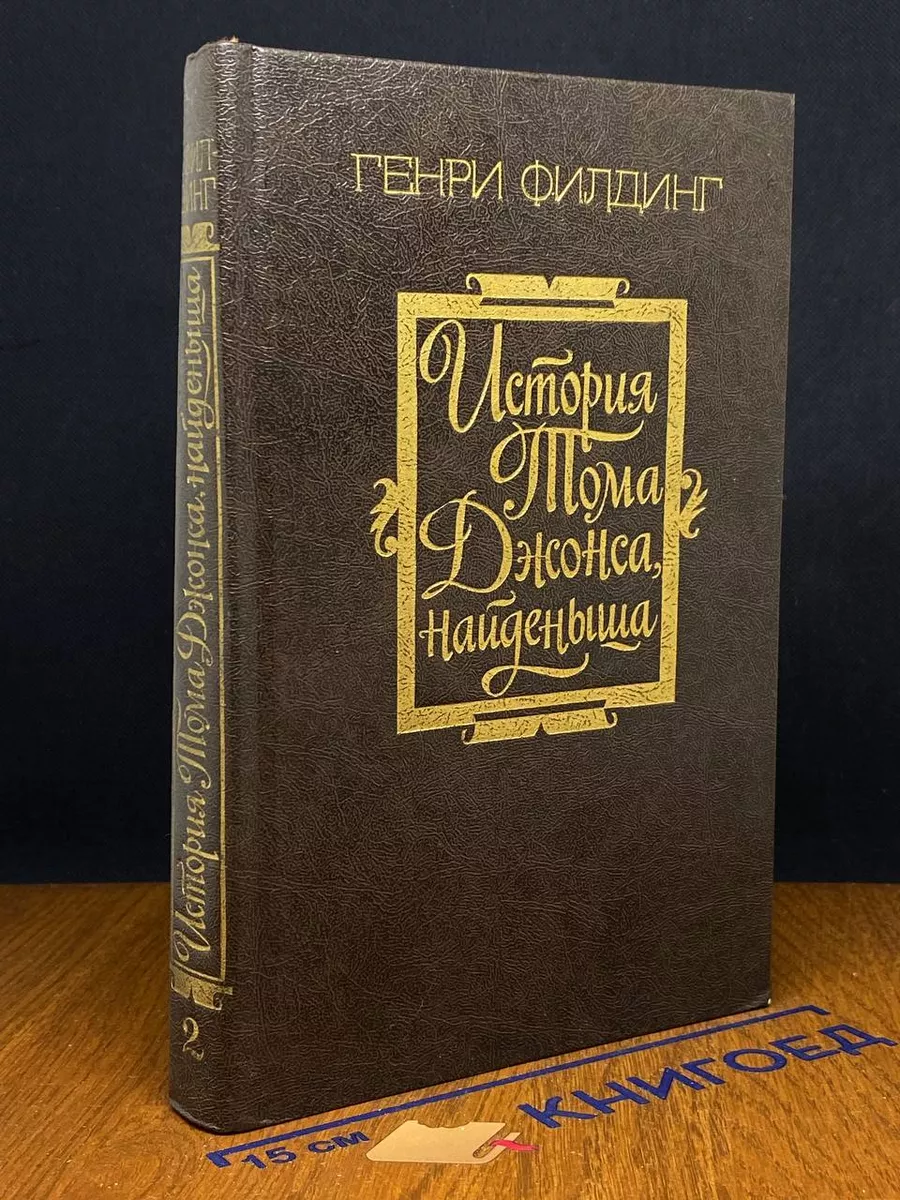 ГЕНРИ ФИЛДИНГ
История
Тома
Джонса,
найденыша
История Тома Джонса, найденыша
2
15 см
КНИГОЕД